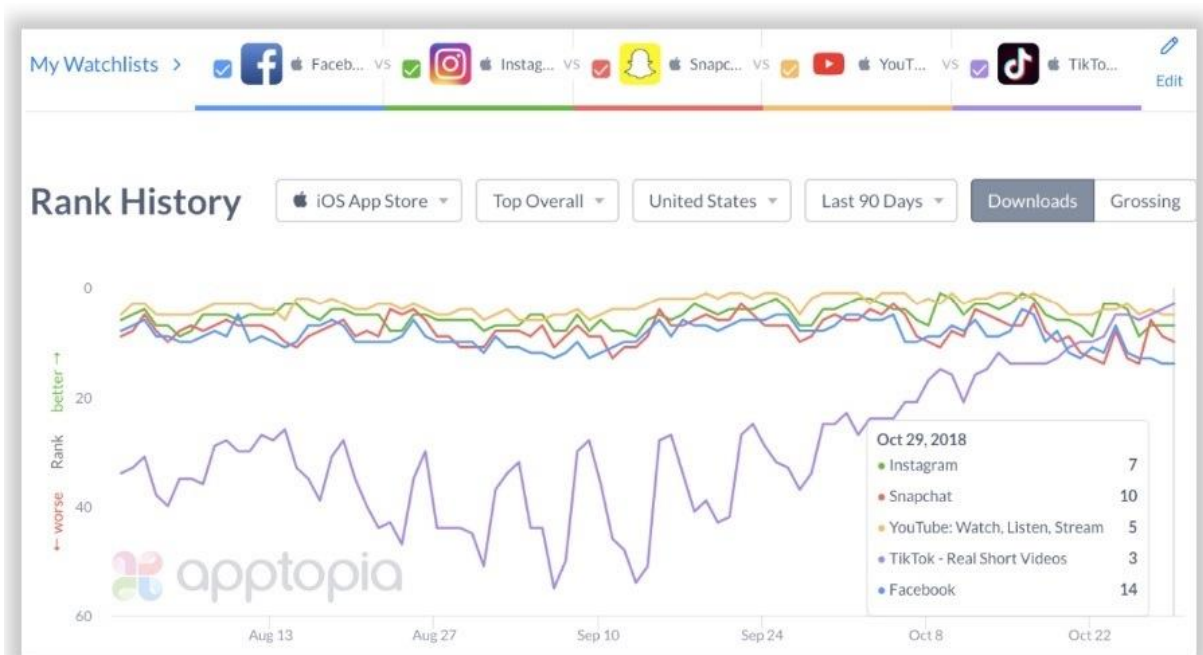 My Watchlists > Faceb... VS Instag... VS Snapc... VS YouT... VS TikTo... Edit
Rank History iOS App Store Top Overall United States Last 90 Days Downloads Grossing
0
20
40
60
← worse Rank better →
apptopia
Oct 29, 2018
Instagram 7
Snapchat 10
YouTube: Watch, Listen, Stream 5
TikTok - Real Short Videos 3
Facebook 14
Aug 13 Aug 27 Sep 10 Sep 24 Oct 8 Oct 22